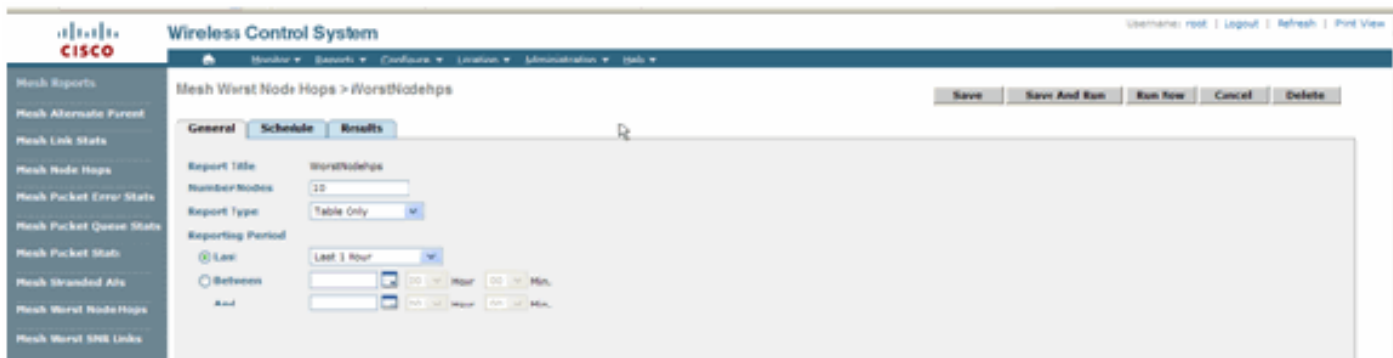 Username: root | Logout | Refresh | Print View
CISCO
Wireless Control System
Monitor Reports Configure Location Administration Help
Mesh Reports
Mesh Alternate Parent
Mesh Link Stats
Mesh Node Hops
Mesh Packet Error Stats
Mesh Packet Queue Stats
Mesh Packet Stats
Mesh Stranded APs
Mesh Worst Node Hops
Mesh Worst SNR Links
Mesh Worst Node Hops > WorstNodehps
Save Save And Run Run Now Cancel Delete
General Schedule Results
Report Title WorstNodehps
Number Nodes 10
Report Type Table Only
Reporting Period
Last Last 1 Hour
Between 00 Hour 00 Min.
And 00 Hour 00 Min.